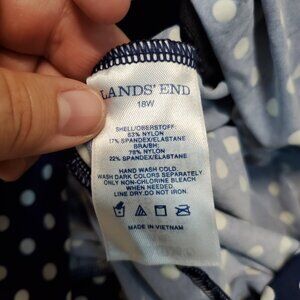 LANDS' END
18W
SHELL/OBERSTOFF:
83% NYLON
17% SPANDEX/ELASTANE
BRA/BH:
78% NYLON
22% SPANDEX/ELASTANE
HAND WASH COLD.
WASH DARK COLORS SEPARATELY
ONLY NON-CHLORINE BLEACH
WHEN NEEDED.
LINE DRY. DO NOT IRON.
MADE IN VIETNAM